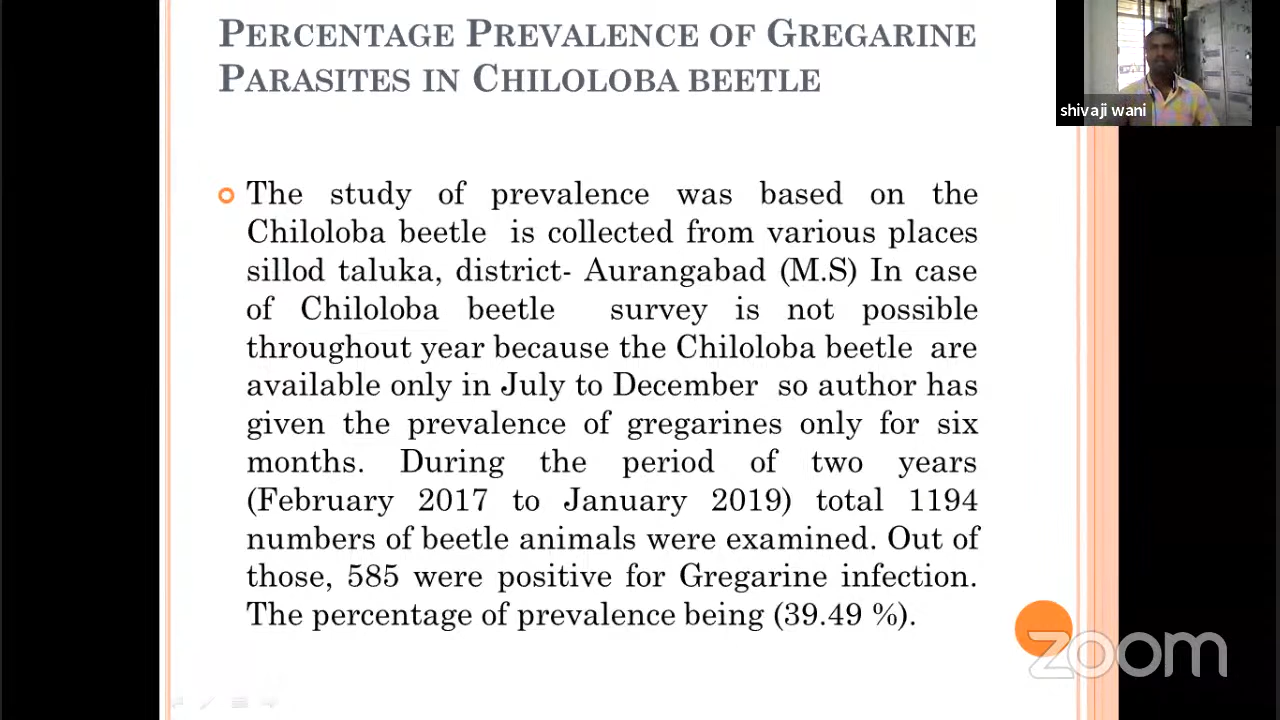 PERCENTAGE PREVALENCE OF GREGARINE
PARASITES IN CHILOLOBA BEETLE
shivaji wani
The study of prevalence was based on the
Chiloloba beetle is collected from various places
sillod taluka, district- Aurangabad (M.S) In case
of Chiloloba beetle survey is not possible
throughout year because the Chiloloba beetle are
available only in July to December so author has
given the prevalence of gregarines only for six
months. During the period of two years
(February 2017 to January 2019) total 1194
numbers of beetle animals were examined. Out of
those, 585 were positive for Gregarine infection.
The percentage of prevalence being (39.49 %).
zoom